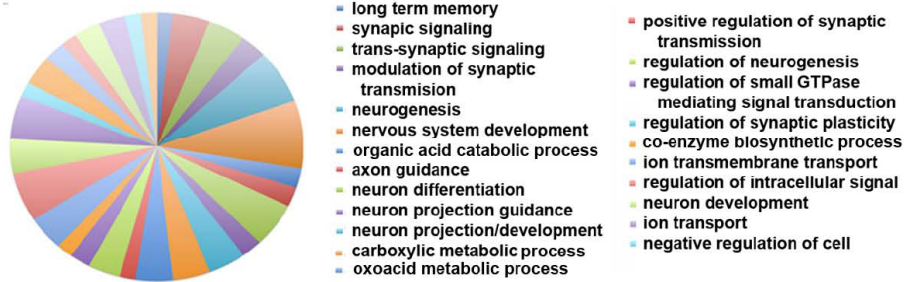 long term memory
synapic signaling
trans-synaptic signaling
modulation of synaptic
transmision
neurogenesis
nervous system development
organic acid catabolic process
axon guidance
neuron differentiation
neuron projection guidance
neuron projection/development
carboxylic metabolic process
oxoacid metabolic process
positive regulation of synaptic
transmission
regulation of neurogenesis
regulation of small GTPase
mediating signal transduction
regulation of synaptic plasticity
co-enzyme biosynthetic process
ion transmembrane transport
regulation of intracellular signal
neuron development
ion transport
negative regulation of cell